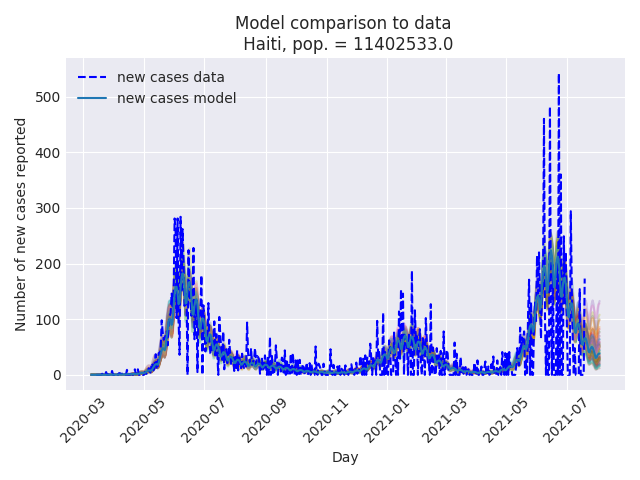 Model comparison to data
Haiti, pop. = 11402533.0
new cases data
new cases model
Number of new cases reported
500
400
300
200
100
0
2020-03
2020-05
2020-07
2020-09
2020-11
2021-01
2021-03
2021-05
2021-07
Day